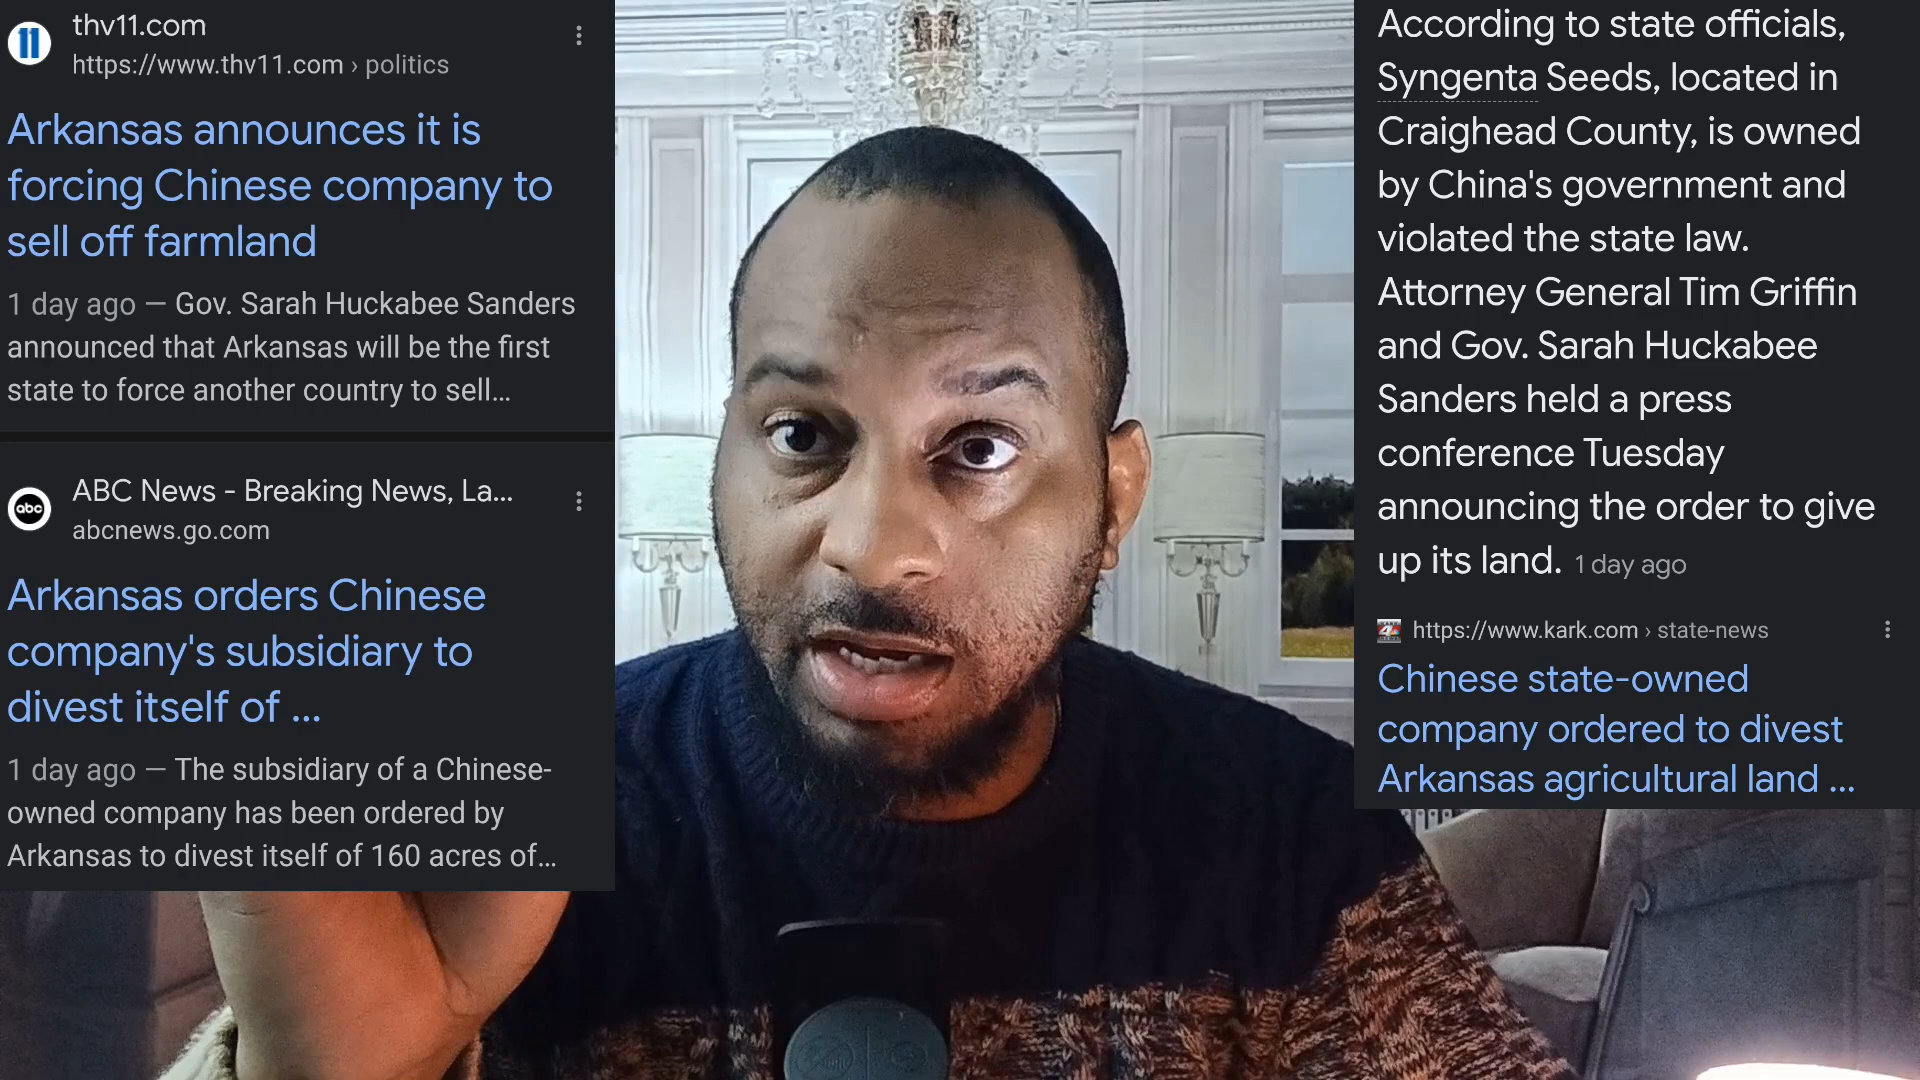 11
thv11.com
https://www.thv11.com › politics
Arkansas announces it is
forcing Chinese company to
sell off farmland
1 day ago — Gov. Sarah Huckabee Sanders
announced that Arkansas will be the first
state to force another country to sell...
abc
ABC News - Breaking News, La...
abcnews.go.com
Arkansas orders Chinese
company's subsidiary to
divest itself of ...
1 day ago — The subsidiary of a Chinese-
owned company has been ordered by
Arkansas to divest itself of 160 acres of...
According to state officials,
Syngenta Seeds, located in
Craighead County, is owned
by China's government and
violated the state law.
Attorney General Tim Griffin
and Gov. Sarah Huckabee
Sanders held a press
conference Tuesday
announcing the order to give
up its land. 1 day ago
4
https://www.kark.com › state-news
Chinese state-owned
company ordered to divest
Arkansas agricultural land ...